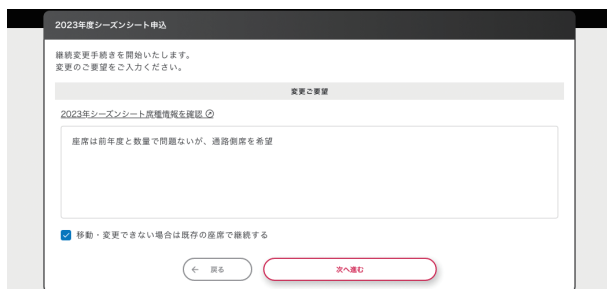 2023年度シーズンシート申込
継続変更手続きを開始いたします。
変更のご要望をご入力ください。
変更ご要望
2023年シーズンシート席種情報を確認
座席は前年度と数量で問題ないが、通路側席を希望
移動・変更できない場合は既存の座席で継続する
← 戻る
次へ進む